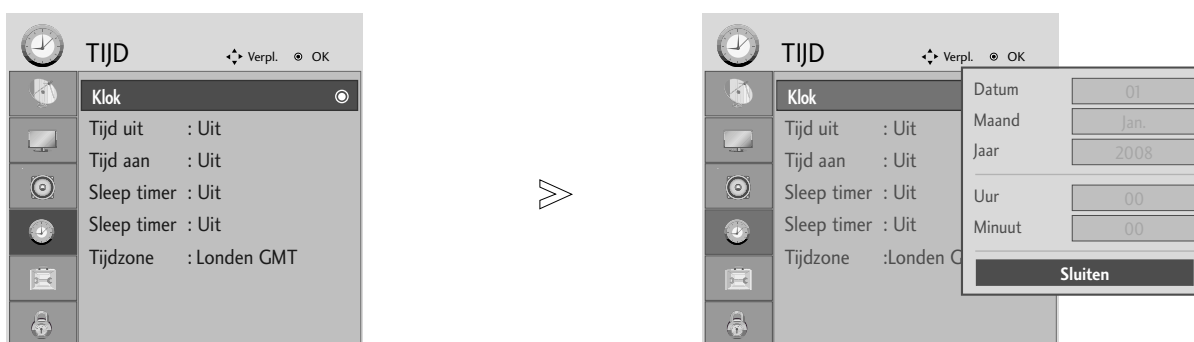 TIJD Verpl. OK
Klok
Tijd uit : Uit
Tijd aan : Uit
Sleep timer : Uit
Sleep timer : Uit
Tijdzone : Londen GMT
TIJD Verpl. OK
Klok
Tijd uit : Uit
Tijd aan : Uit
Sleep timer : Uit
Sleep timer : Uit
Tijdzone :Londen G
Datum 01
Maand Jan.
Jaar 2008
Uur 00
Minuut 00
Sluiten